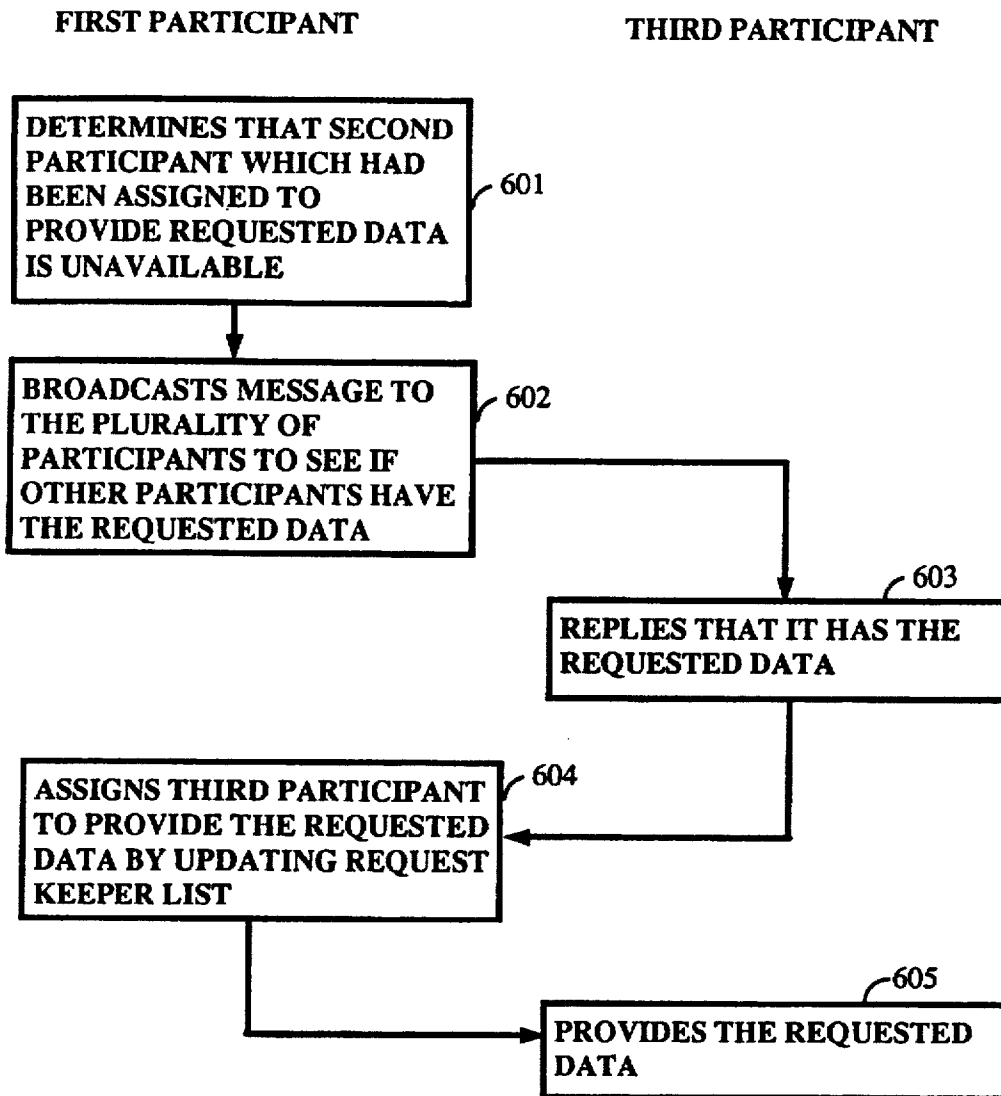 FIRST PARTICIPANT
THIRD PARTICIPANT
DETERMINES THAT SECOND
PARTICIPANT WHICH HAD
BEEN ASSIGNED TO
PROVIDE REQUESTED DATA
IS UNAVAILABLE
601
BROADCASTS MESSAGE TO
THE PLURALITY OF
PARTICIPANTS TO SEE IF
OTHER PARTICIPANTS HAVE
THE REQUESTED DATA
602
603
REPLIES THAT IT HAS THE
REQUESTED DATA
604
ASSIGNS THIRD PARTICIPANT
TO PROVIDE THE REQUESTED
DATA BY UPDATING REQUEST
KEEPER LIST
605
PROVIDES THE REQUESTED
DATA